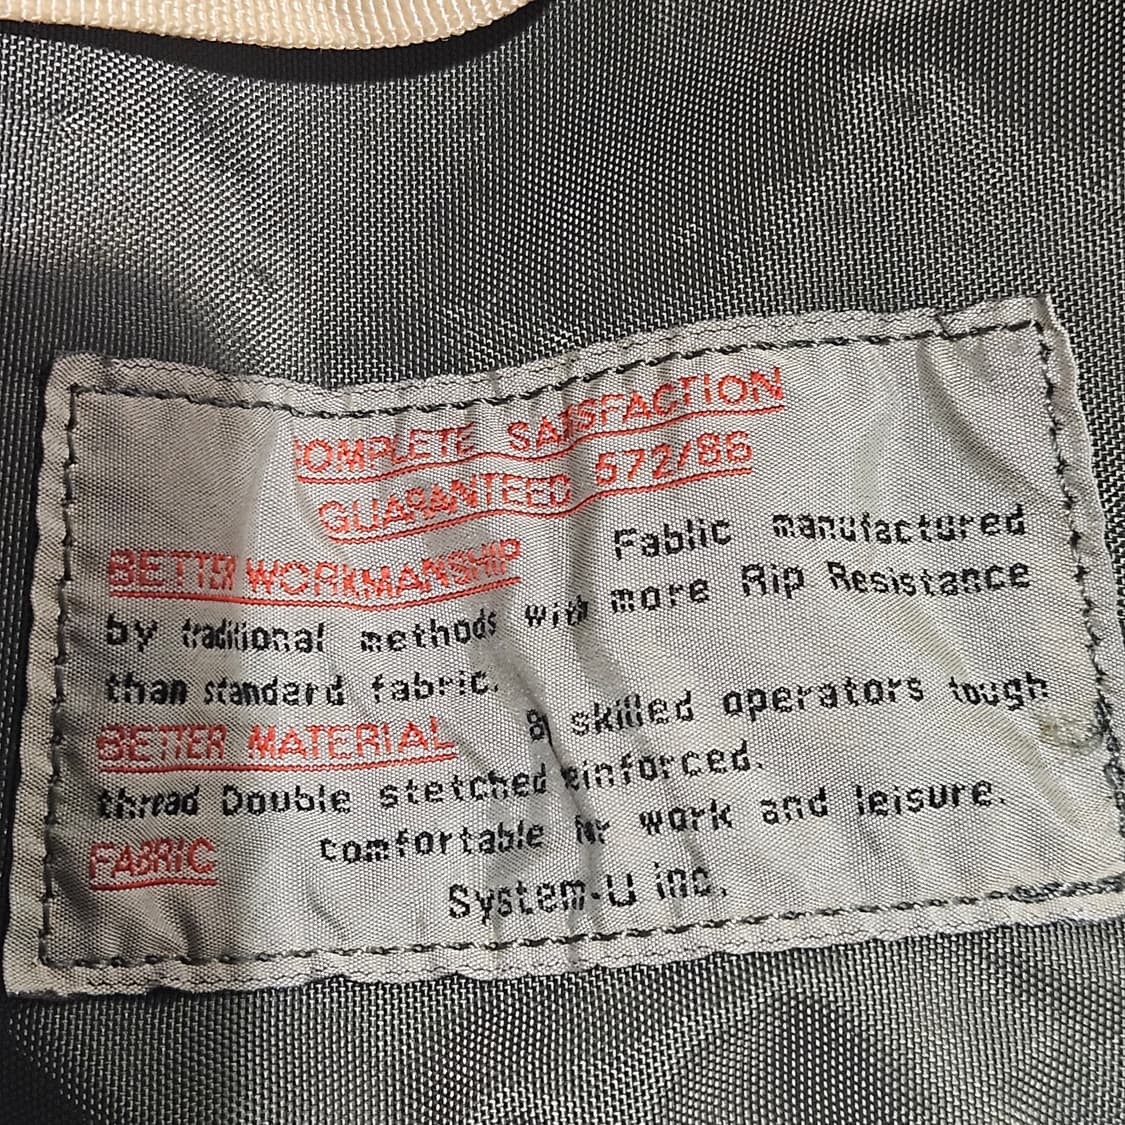 COMPLETE SATISFACTION
GUARANTEED 572/86
BETTER WORKMANSHIP Fablic manufactured
by traditional methods with more Rip Resistance
than standard fabric.
BETTER MATERIAL By skilled operators tough
thread Double stetched reinforced.
FABRIC comfortable for work and leisure.
System-U inc.